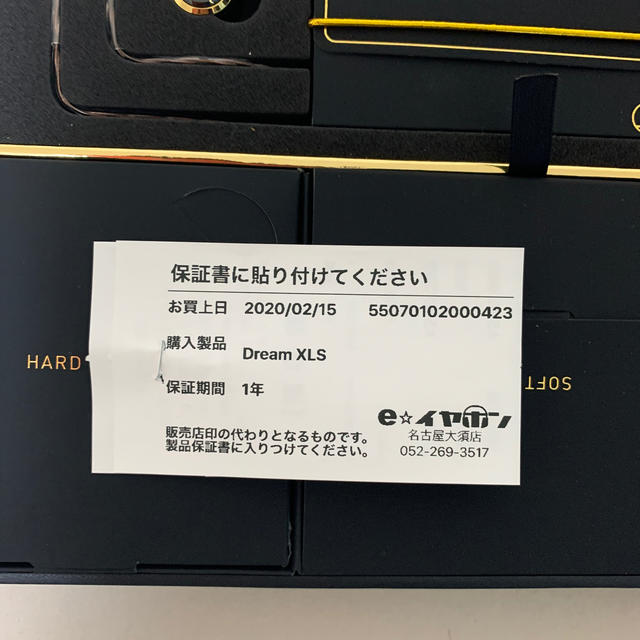 保証書に貼り付けてください
お買上日 2020/02/15 55070102000423
購入製品 Dream XLS
保証期間 1年
販売店印の代わりとなるものです。
製品保証書に入りつけてください。
e☆イヤホン
名古屋大須店
052-269-3517
HARD
SOFT